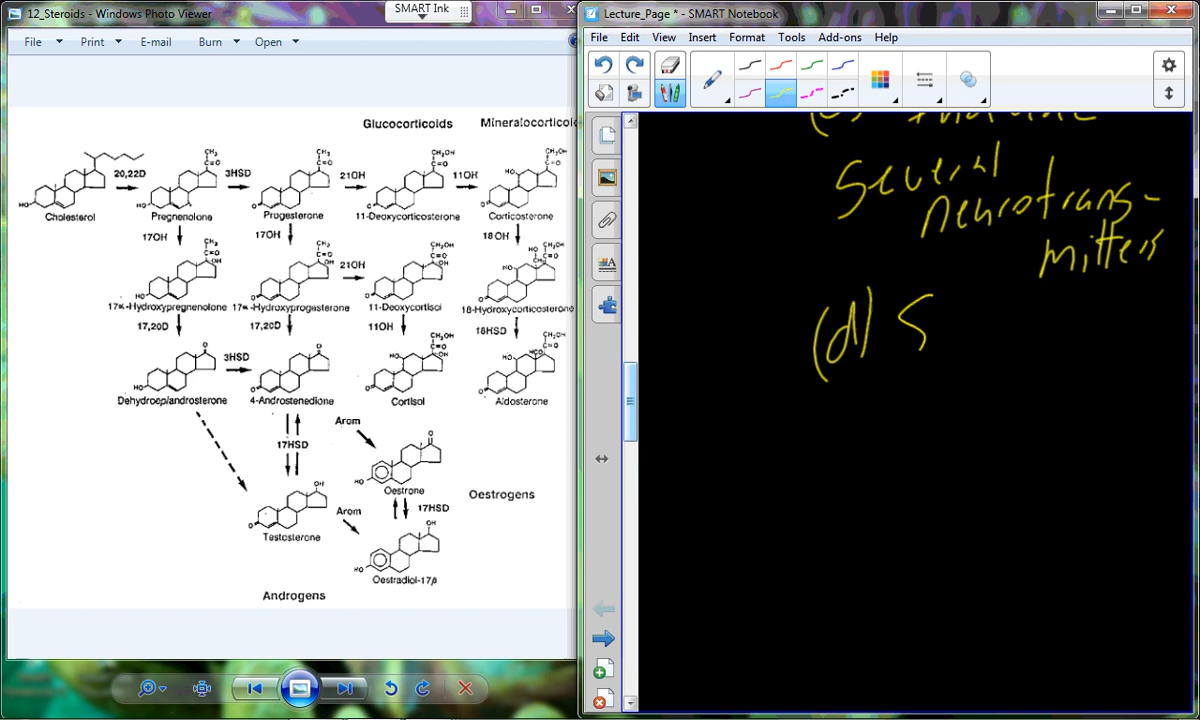 12_Steroids - Windows Photo Viewer
SMART Ink
File Print E-mail Burn Open
Glucocorticoids Mineralocorticoi
20,22D 3HSD 21OH 11OH
Cholesterol Pregnenolone Progesterone 11-Deoxycorticosterone Corticosterone
17OH 17OH 18OH
21OH
17α-Hydroxypregnenolone 17α-Hydroxyprogesterone 11-Deoxycortisol 18-Hydroxycorticosterone
17,20D 17,20D 11OH 18HSD
3HSD
Dehydroepiandrosterone 4-Androstenedione Cortisol Aldosterone
Arom
17HSD
Oestrone
Oestrogens
17HSD
Arom
Testosterone
Oestradiol-17β
Androgens
Lecture_Page * - SMART Notebook
File Edit View Insert Format Tools Add-ons Help
Several
neurotrans-
mitters
(d) S